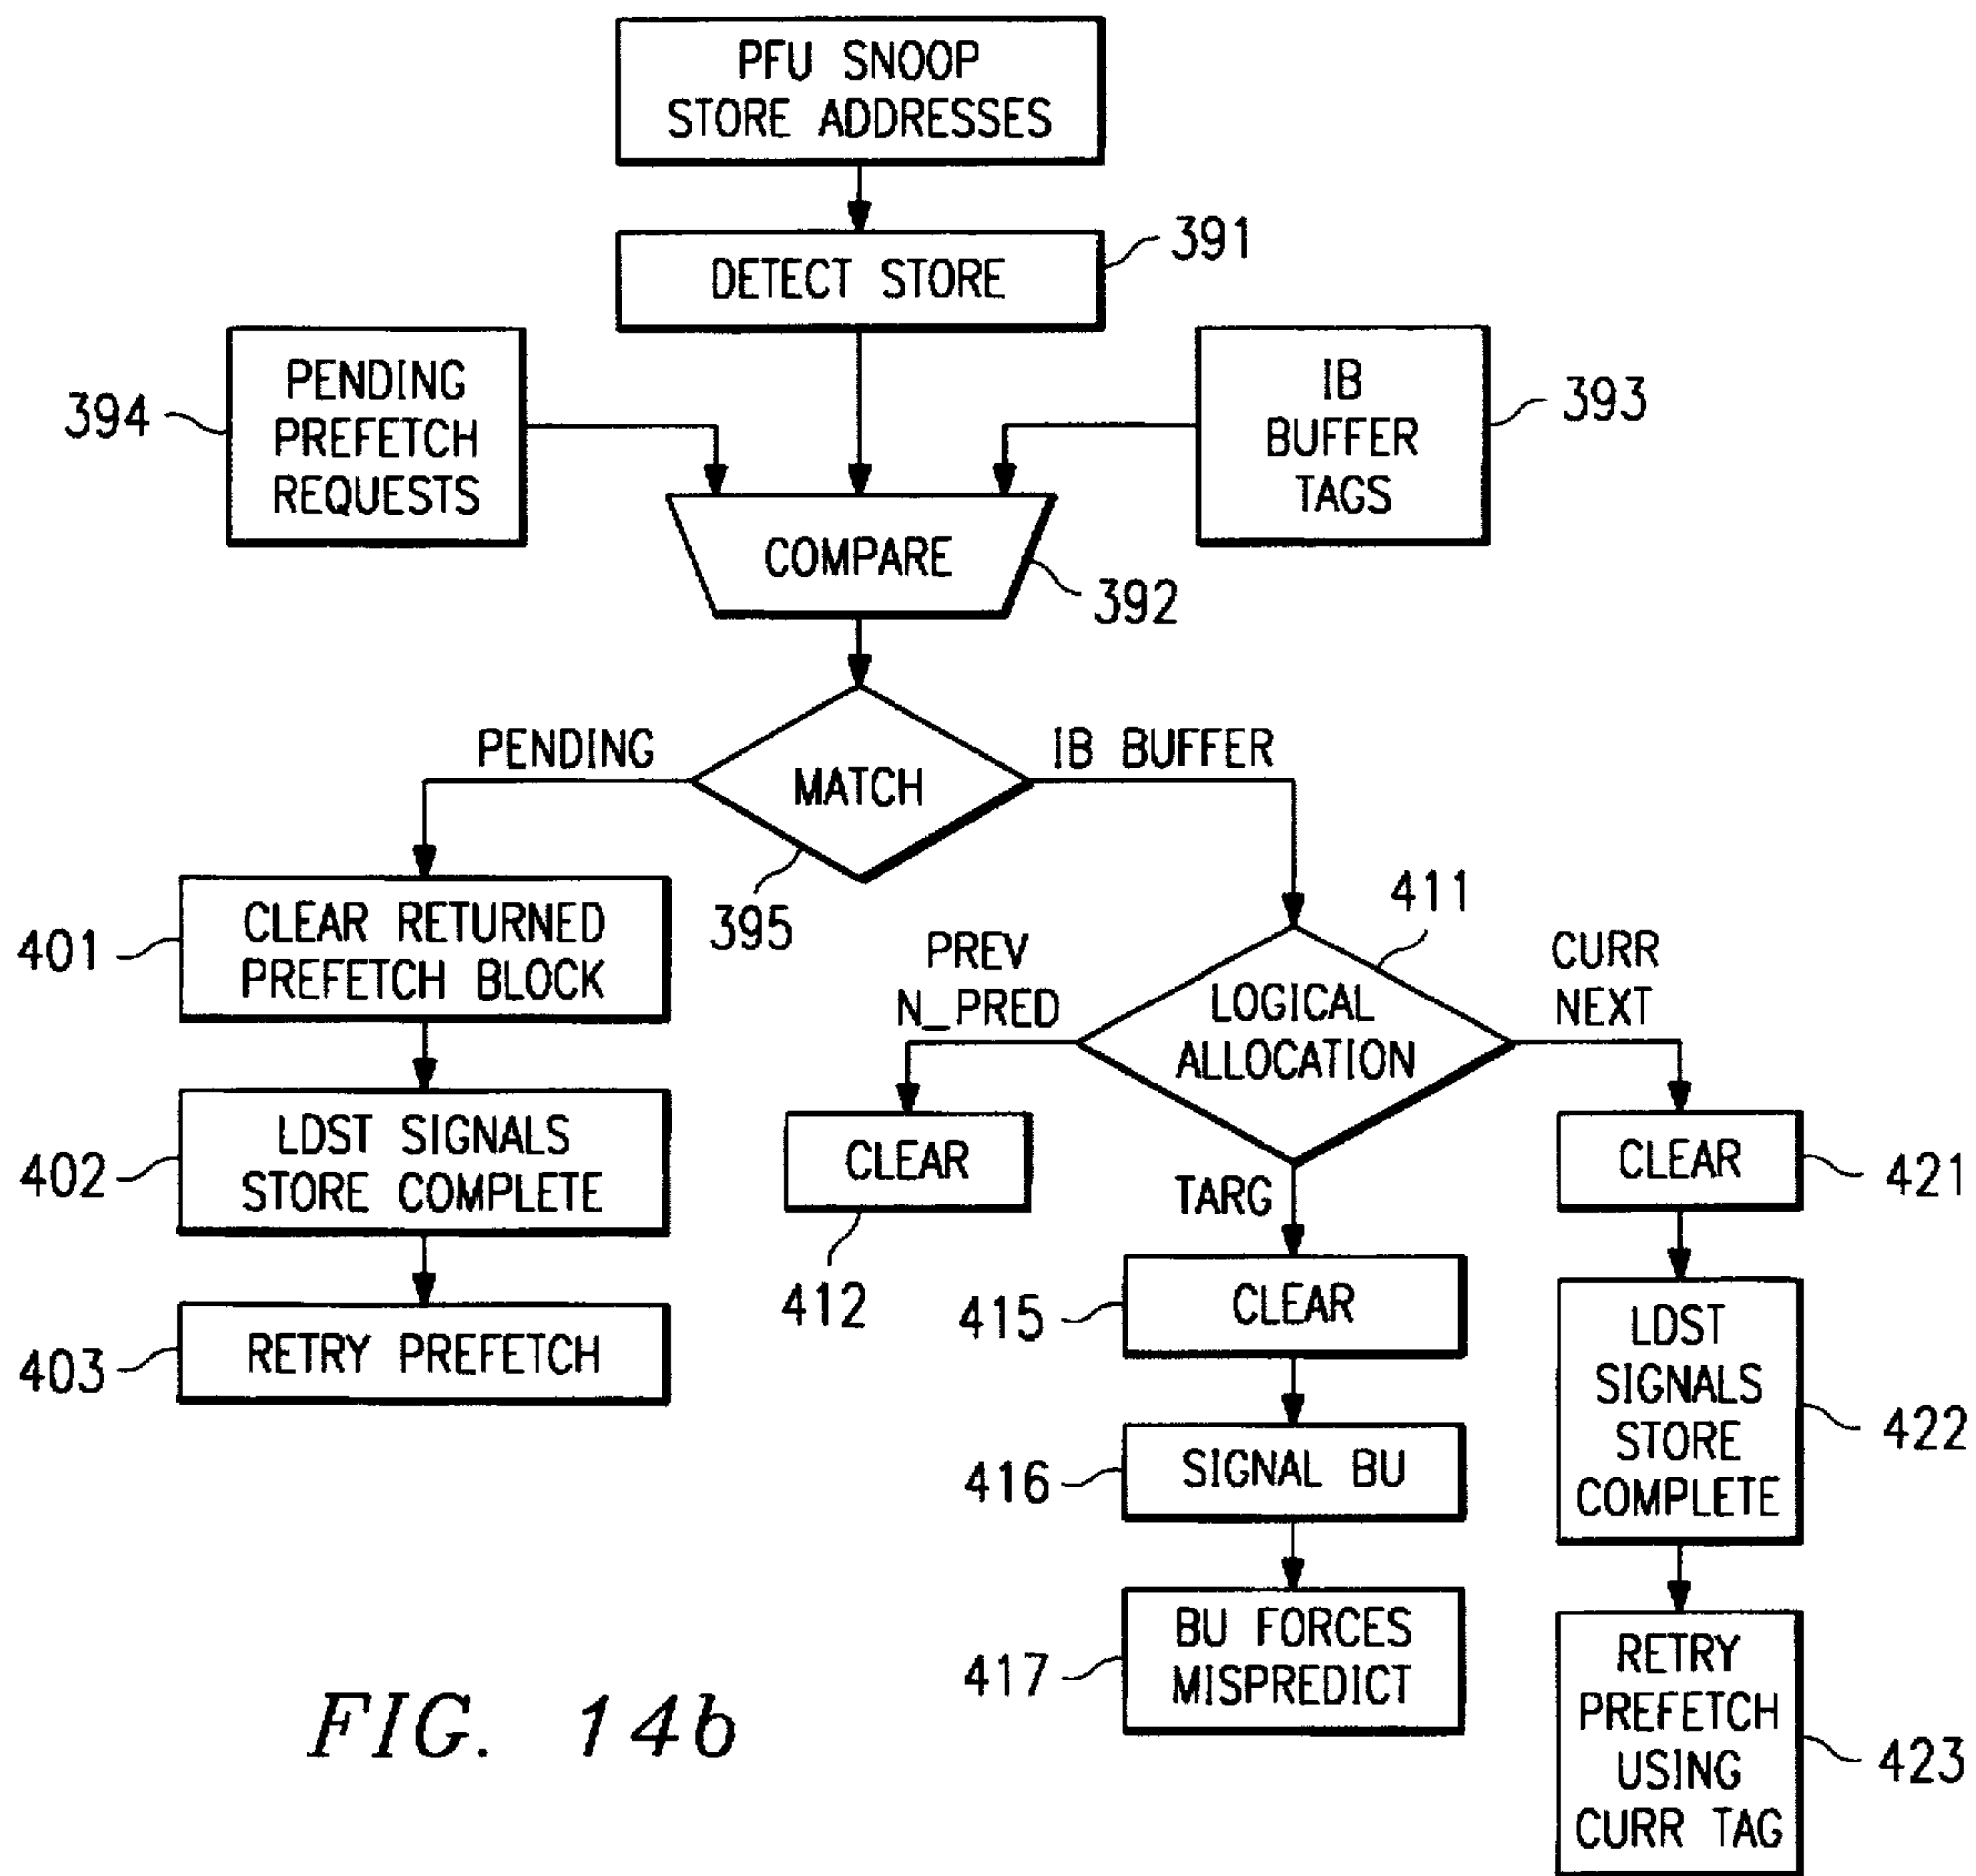 PFU SNOOP
STORE ADDRESSES
391
DETECT STORE
PENDING
PREFETCH
REQUESTS
394
IB
BUFFER
TAGS
393
COMPARE
392
PENDING
MATCH
IB BUFFER
395
411
CLEAR RETURNED
PREFETCH BLOCK
401
PREV
N_PRED
LOGICAL
ALLOCATION
CURR
NEXT
LDST SIGNALS
STORE COMPLETE
402
CLEAR
412
TARG
CLEAR
421
RETRY PREFETCH
403
CLEAR
415
LDST
SIGNALS
STORE
COMPLETE
422
SIGNAL BU
416
BU FORCES
MISPREDICT
417
RETRY
PREFETCH
USING
CURR TAG
423
FIG. 14b